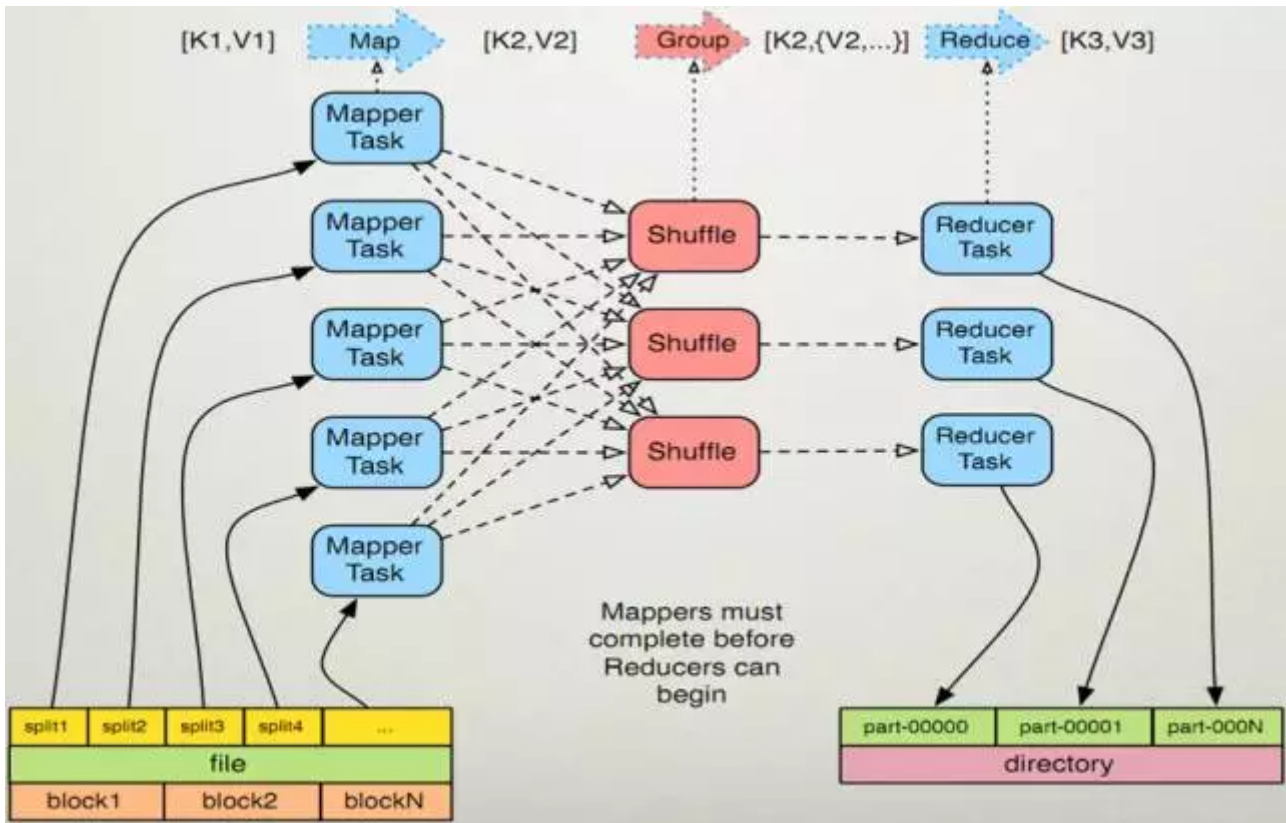 [K1,V1]
Map
[K2,V2]
Group
[K2,{V2,...}]
Reduce
[K3,V3]
Mapper
Task
Mapper
Task
Mapper
Task
Mapper
Task
Mapper
Task
Shuffle
Shuffle
Shuffle
Reducer
Task
Reducer
Task
Reducer
Task
Mappers must
complete before
Reducers can
begin
split1
split2
split3
split4
...
file
block1
block2
blockN
part-00000
part-00001
part-000N
directory